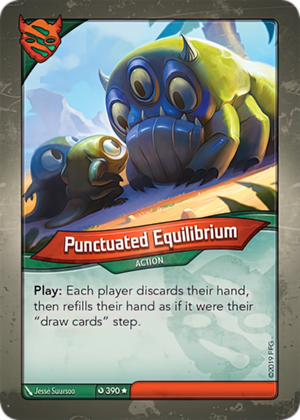 Punctuated Equilibrium
ACTION
Play: Each player discards their hand,
then refills their hand as if it were their
“draw cards” step.
©2019 FFG
Jesse Suursoo
390★